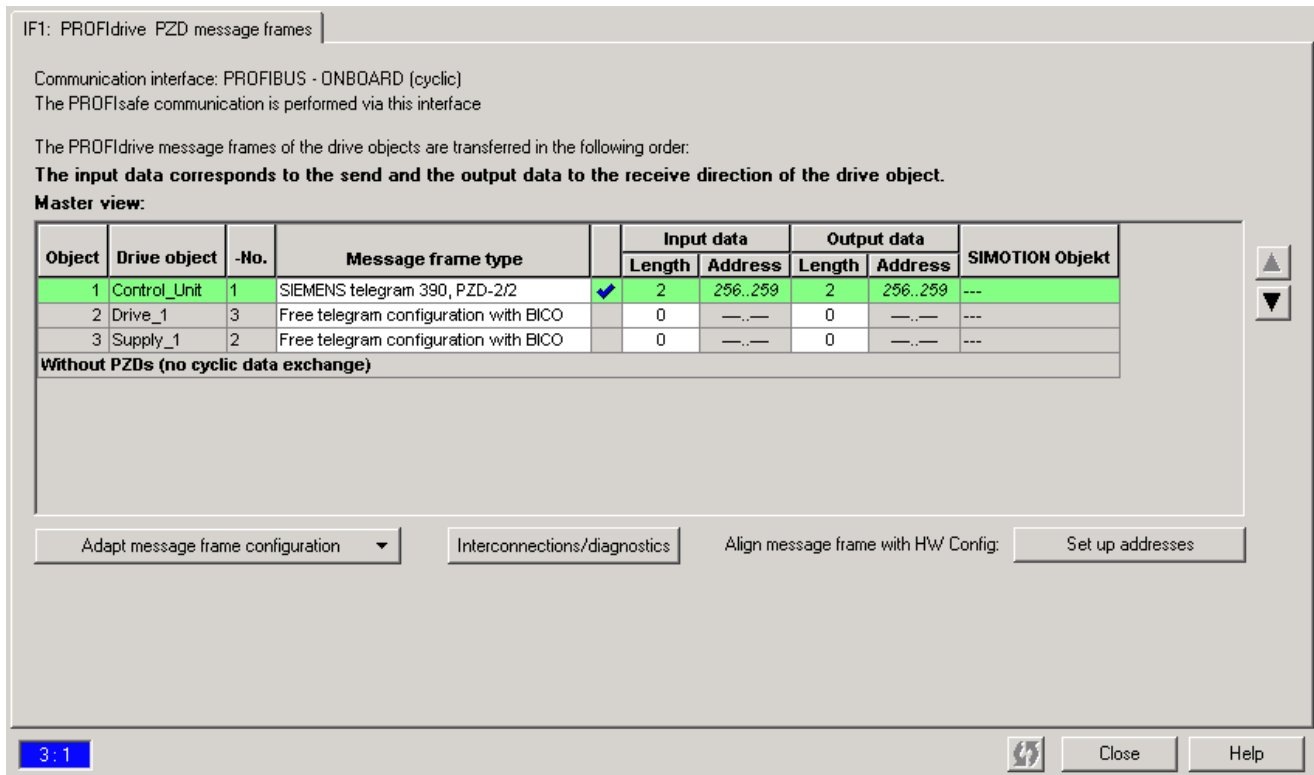 IF1: PROFIdrive PZD message frames
Communication interface: PROFIBUS - ONBOARD (cyclic)
The PROFIsafe communication is performed via this interface
The PROFIdrive message frames of the drive objects are transferred in the following order:
The input data corresponds to the send and the output data to the receive direction of the drive object.
Master view:
Object Drive object -No. Message frame type Input data Output data SIMOTION Objekt
Length Address Length Address
1 Control_Unit 1 SIEMENS telegram 390, PZD-2/2 2 256..259 2 256..259 ---
2 Drive_1 3 Free telegram configuration with BICO 0 —..— 0 —..— ---
3 Supply_1 2 Free telegram configuration with BICO 0 —..— 0 —..— ---
Without PZDs (no cyclic data exchange)
Adapt message frame configuration Interconnections/diagnostics Align message frame with HW Config: Set up addresses
3:1 Close Help